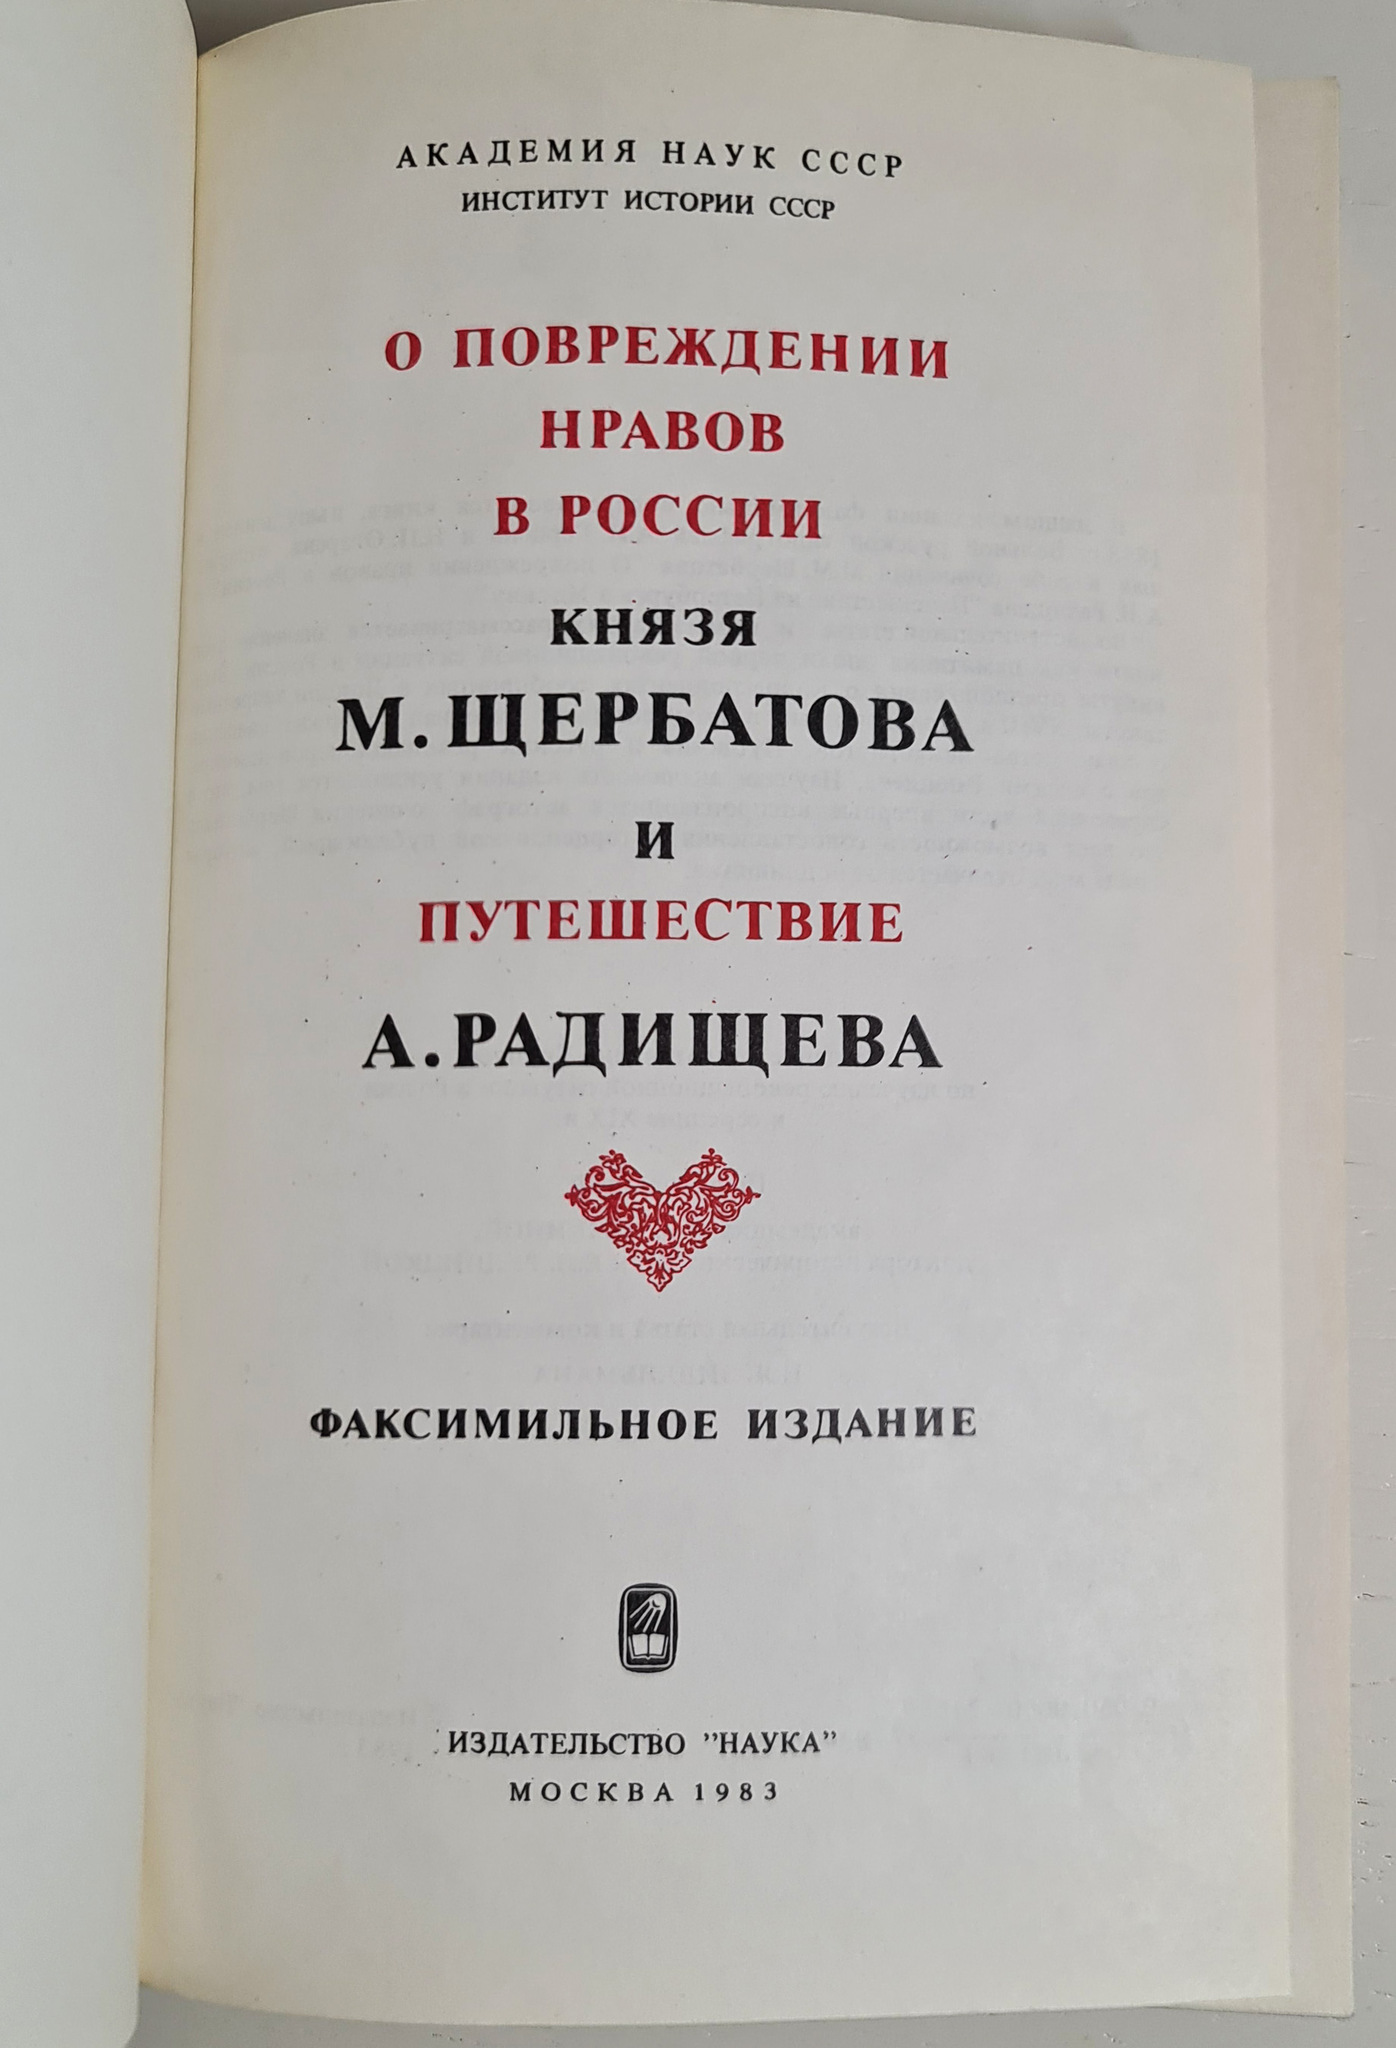 АКАДЕМИЯ НАУК СССР
ИНСТИТУТ ИСТОРИИ СССР
О ПОВРЕЖДЕНИИ
НРАВОВ
В РОССИИ
КНЯЗЯ
М. ЩЕРБАТОВА
И
ПУТЕШЕСТВИЕ
А. РАДИЩЕВА
ФАКСИМИЛЬНОЕ ИЗДАНИЕ
ИЗДАТЕЛЬСТВО "НАУКА"
МОСКВА 1983